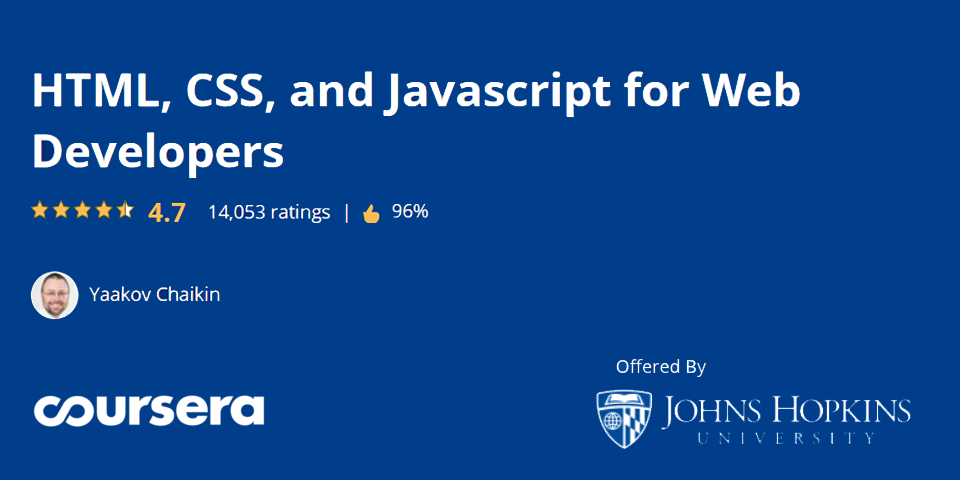 HTML, CSS, and Javascript for Web
Developers
4.7 14,053 ratings | 96%
Yaakov Chaikin
Offered By
coursera
JOHNS HOPKINS
UNIVERSITY